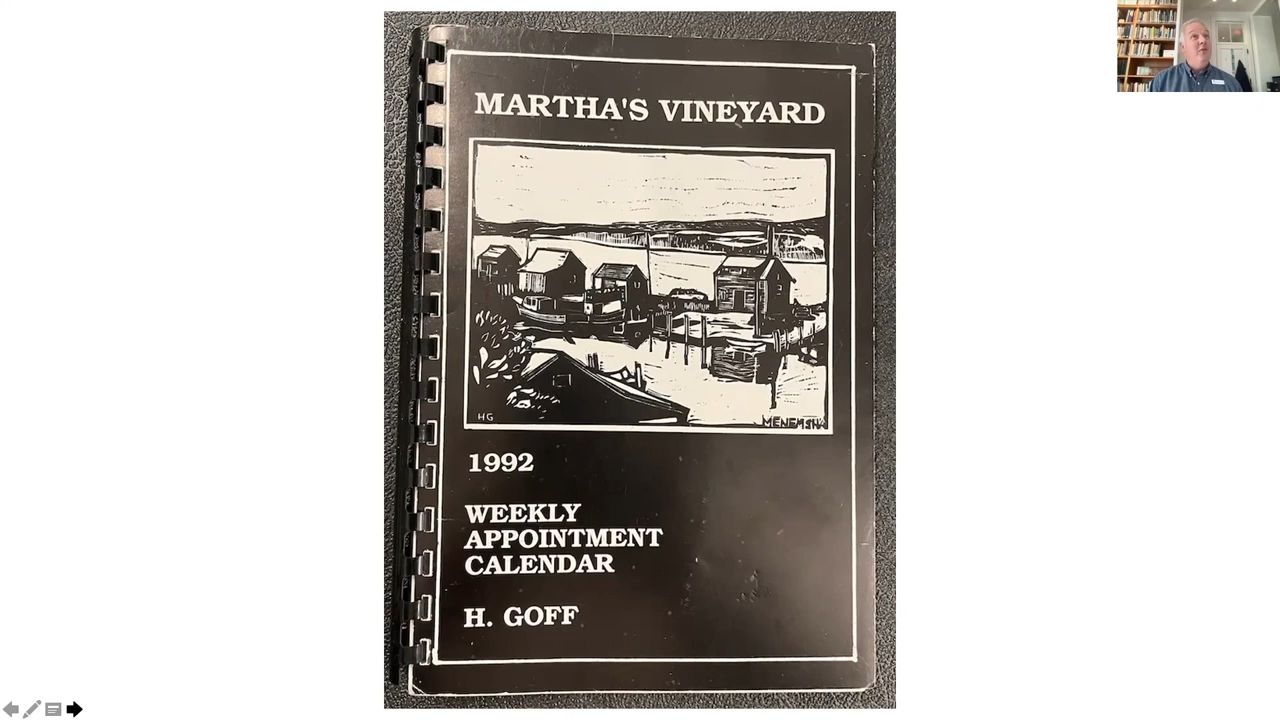 MARTHA'S VINEYARD
HG
MENEMSHA
1992
WEEKLY
APPOINTMENT
CALENDAR
H. GOFF